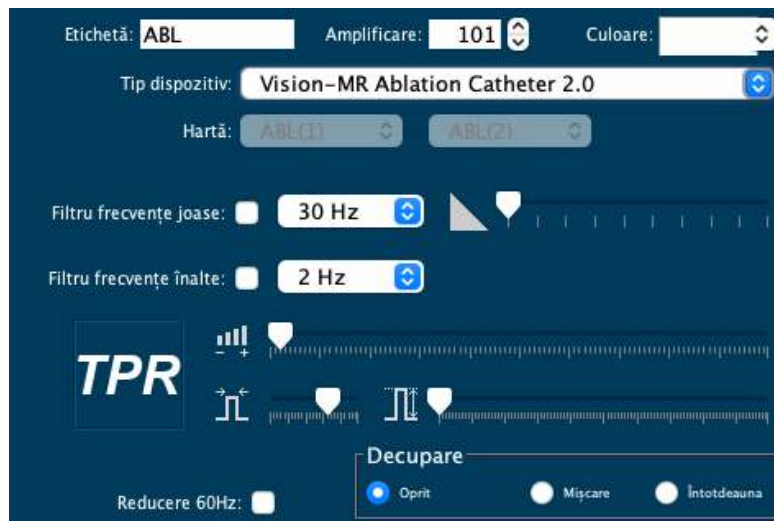 Etichetă: ABL Amplificare: 101 Culoare:
Tip dispozitiv: Vision-MR Ablation Catheter 2.0
Hartă: ABL(1) ABL(2)
Filtru frecvențe joase: 30 Hz
Filtru frecvențe înalte: 2 Hz
- +
TPR
Decupare
Oprit Mișcare Întotdeauna
Reducere 60Hz: